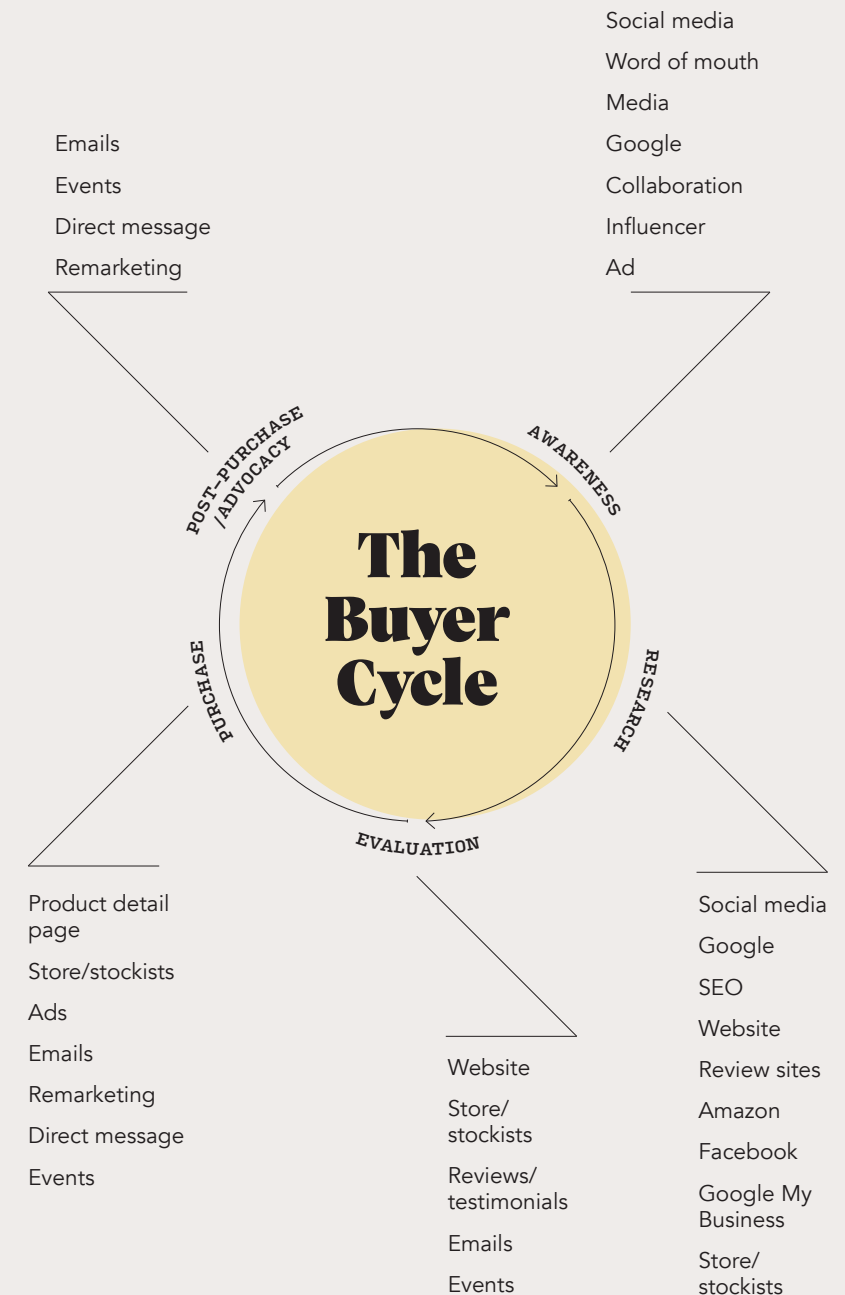 Social media
Word of mouth
Media
Google
Collaboration
Influencer
Ad
Emails
Events
Direct message
Remarketing
POST-PURCHASE
/ADVOCACY
AWARENESS
The
Buyer
Cycle
PURCHASE
RESEARCH
EVALUATION
Product detail
page
Store/stockists
Ads
Emails
Remarketing
Direct message
Events
Website
Store/
stockists
Reviews/
testimonials
Emails
Events
Social media
Google
SEO
Website
Review sites
Amazon
Facebook
Google My
Business
Store/
stockists